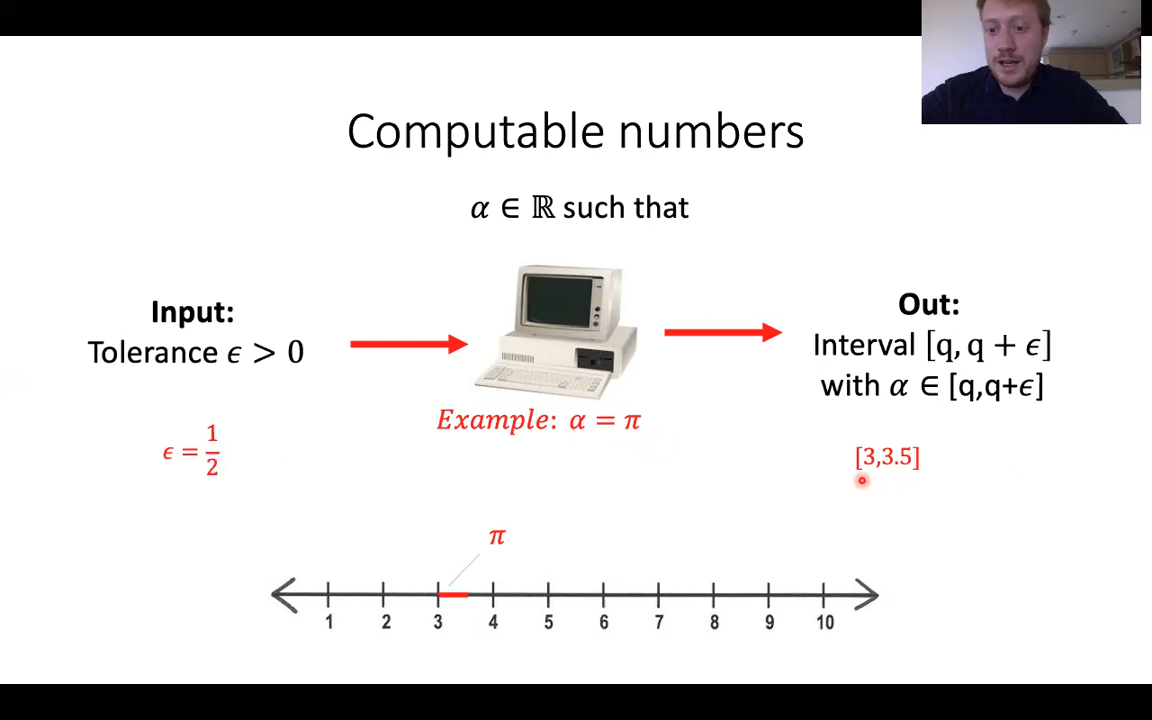 Computable numbers
α ∈ ℝ such that
Input:
Tolerance ϵ > 0
Out:
Interval [q, q + ϵ]
with α ∈ [q,q+ϵ]
Example: α = π
ϵ = 1/2
[3,3.5]
π
1 2 3 4 5 6 7 8 9 10